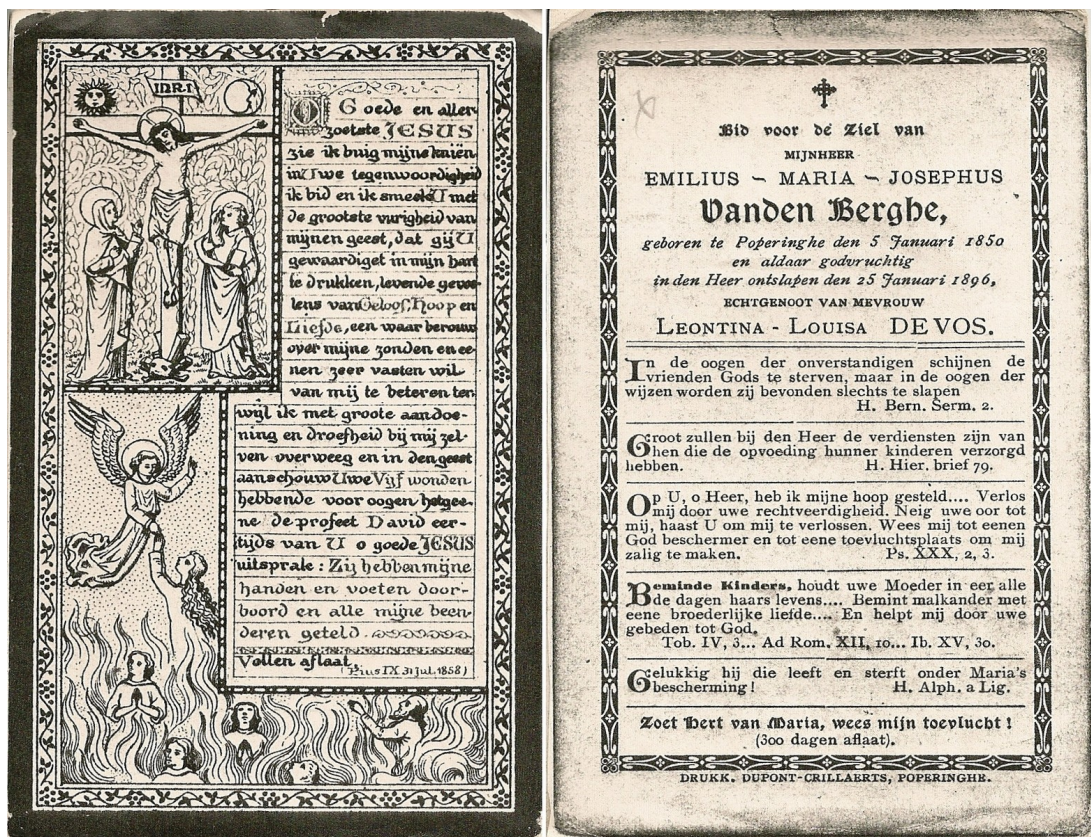 INRI
O Goede en aller-
zoetste JESUS
zie ik buig mijne kniën
in Uwe tegenwoordigheid
ik bid en ik smeek U met
de grootste vurigheid van
mijnen geest, dat gij U
gewaardiget in mijn hart
te drukken, levende gevoe-
lens van Geloof, Hoop en
Liefde, een waar berouw
over mijne zonden en ee-
nen zeer vasten wil
van mij te beteren ter-
wijl ik met groote aandoe-
ning en droefheid bij mij zel-
ven overweeg en in den geest
aanschouw Uwe Vijf wonden
hebbende voor oogen hetgee-
ne de profeet David eer-
tijds van U o goede JESUS
uitsprak : Zij hebben mijne
handen en voeten door-
boord en alle mijne been-
deren geteld.
Vollen aflaat
(Pius IX 31 jul. 1858)
Bid voor de Ziel van
MIJNHEER
EMILIUS ~ MARIA ~ JOSEPHUS
Vanden Berghe,
geboren te Poperinghe den 5 Januari 1850
en aldaar godvruchtig
in den Heer ontslapen den 25 Januari 1896,
ECHTGENOOT VAN MEVROUW
LEONTINA - LOUISA DEVOS.
In de oogen der onverstandigen schijnen de
vrienden Gods te sterven, maar in de oogen der
wijzen worden zij bevonden slechts te slapen
H. Bern. Serm. 2.
Groot zullen bij den Heer de verdiensten zijn van
hen die de opvoeding hunner kinderen verzorgd
hebben. H. Hier. brief 79.
Op U, o Heer, heb ik mijne hoop gesteld.... Verlos
mij door uwe rechtveerdigheid. Neig uwe oor tot
mij, haast U om mij te verlossen. Wees mij tot eenen
God beschermer en tot eene toevluchtsplaats om mij
zalig te maken. Ps. XXX, 2, 3.
Beminde Kinders, houdt uwe Moeder in eer alle
de dagen haars levens.... Bemint malkander met
eene broederlijke liefde.... En helpt mij door uwe
gebeden tot God.
Tob. IV, 3... Ad Rom. XII, 10... Ib. XV, 30.
Gelukkig hij die leeft en sterft onder Maria's
bescherming ! H. Alph. a Lig.
Zoet Hert van Maria, wees mijn toevlucht !
(300 dagen aflaat).
DRUKK. DUPONT-CRILLAERTS, POPERINGHE.